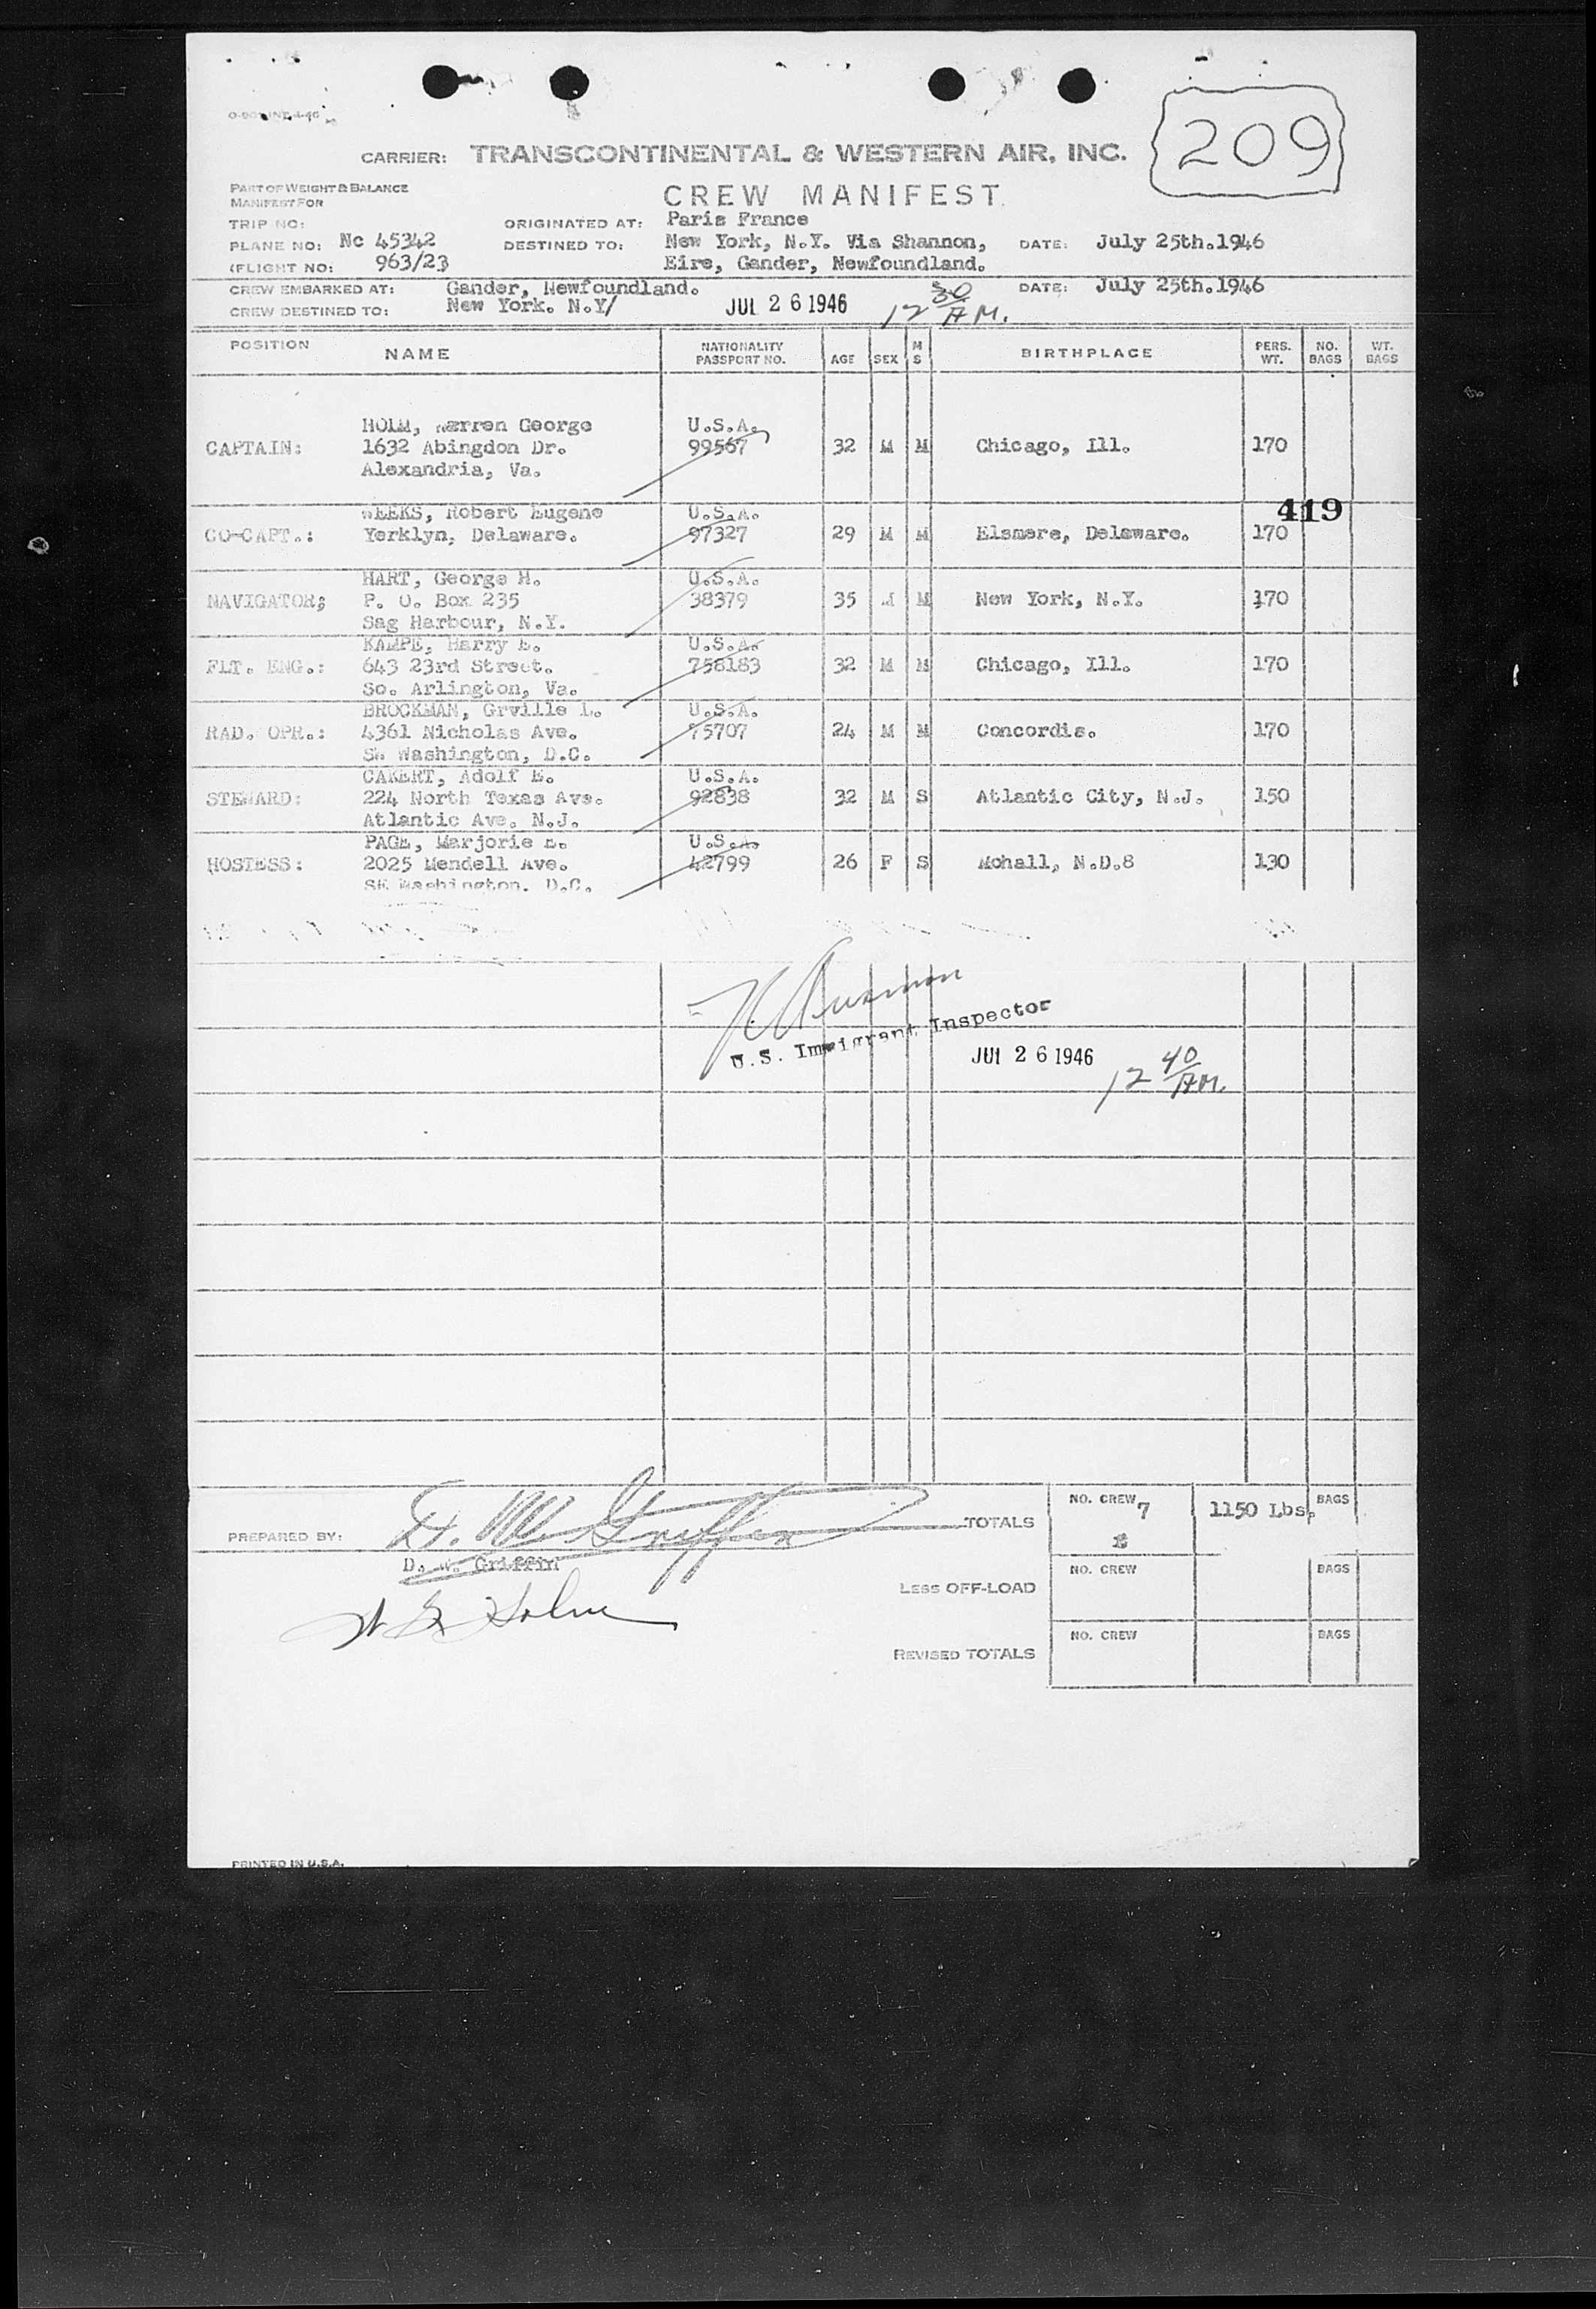 209
CARRIER: TRANSCONTINENTAL & WESTERN AIR, INC.
PART OF WEIGHT & BALANCE
MANIFEST FOR
CREW MANIFEST.
TRIP NO:
ORIGINATED AT: Paris France
PLANE NO: Nc 45342
DESTINED TO: New York, N.Y. Via Shannon, DATE: July 25th.1946
(FLIGHT NO: 963/23
Eire, Gander, Newfoundland.
CREW EMBARKED AT: Gander, Newfoundland. DATE: July 25th.1946
CREW DESTINED TO: New York. N.Y/ JUL 26 1946 12 30 AM.
POSITION NAME NATIONALITY PASSPORT NO. AGE SEX M S BIRTHPLACE PERS. WT. NO. BAGS WT. BAGS
HOLM, Warren George U.S.A.
CAPTAIN: 1632 Abingdon Dr. 99567 32 M M Chicago, Ill. 170
Alexandria, Va.
419
WEEKS, Robert Eugene U.S.A.
CO-CAPT.: Yorklyn, Delaware. 97327 29 M M Elsmere, Delaware. 170
HART, George H. U.S.A.
NAVIGATOR; P. O. Box 235 38379 35 M M New York, N.Y. 170
Sag Harbour, N.Y.
KAMPE, Harry E. U.S.A.
FLT. ENG.: 643 23rd Street. 758183 32 M M Chicago, Ill. 170
So. Arlington, Va.
BROCKMAN, Grville L. U.S.A.
RAD. OPR.: 4361 Nicholas Ave. 75707 24 M M Concordia. 170
SW Washington, D.C.
CAKERT, Adolf E. U.S.A.
STEWARD: 224 North Texas Ave. 92838 32 M S Atlantic City, N.J. 150
Atlantic Ave. N.J.
PAGE, Marjorie E. U.S.A.
HOSTESS: 2025 Mendell Ave. 42799 26 F S Mohall, N.D.8 130
SE Washington. D.C.
U.S. Immigrant Inspector
JUL 26 1946 12 40 AM.
PREPARED BY: D. W. Griffin TOTALS NO. CREW 7 1150 Lbs. BAGS
8
D. W. Griffin
LESS OFF-LOAD NO. CREW BAGS
W G Holm
REVISED TOTALS NO. CREW BAGS
PRINTED IN U.S.A.